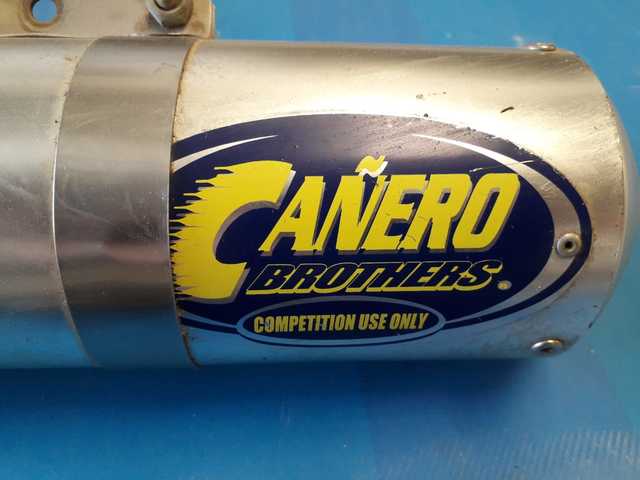 CAÑERO
BROTHERS.
COMPETITION USE ONLY